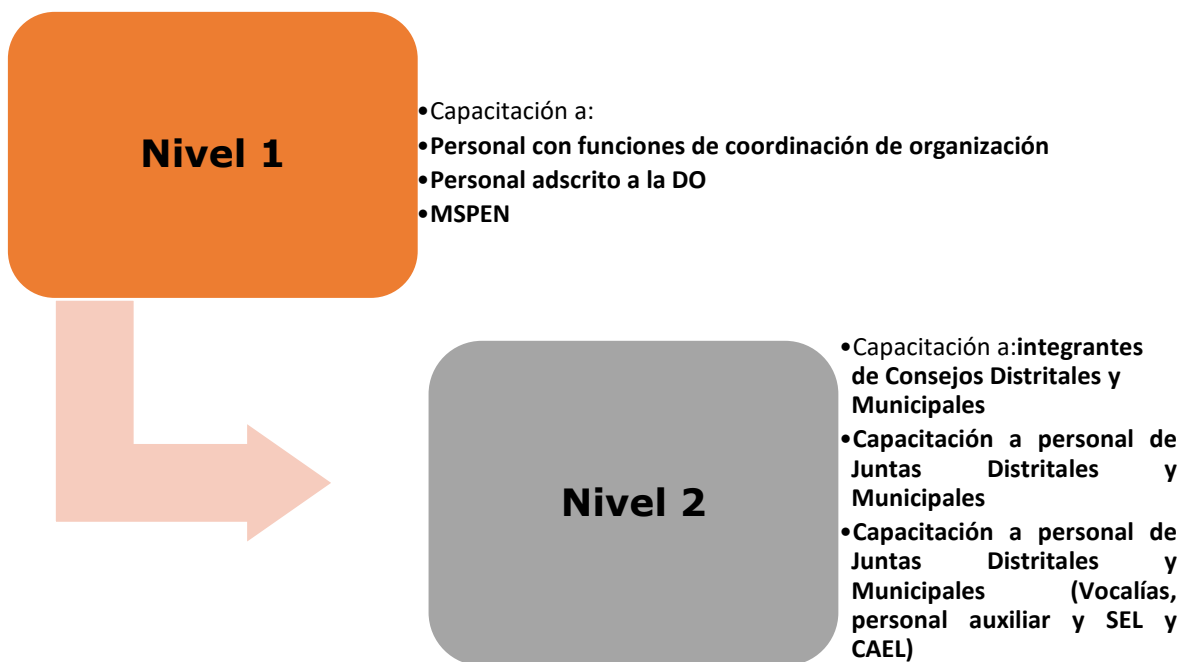 Nivel 1
•Capacitación a:
•Personal con funciones de coordinación de organización
•Personal adscrito a la DO
•MSPEN
Nivel 2
•Capacitación a:integrantes
de Consejos Distritales y
Municipales
•Capacitación a personal de
Juntas Distritales y
Municipales
•Capacitación a personal de
Juntas Distritales y
Municipales (Vocalías,
personal auxiliar y SEL y
CAEL)